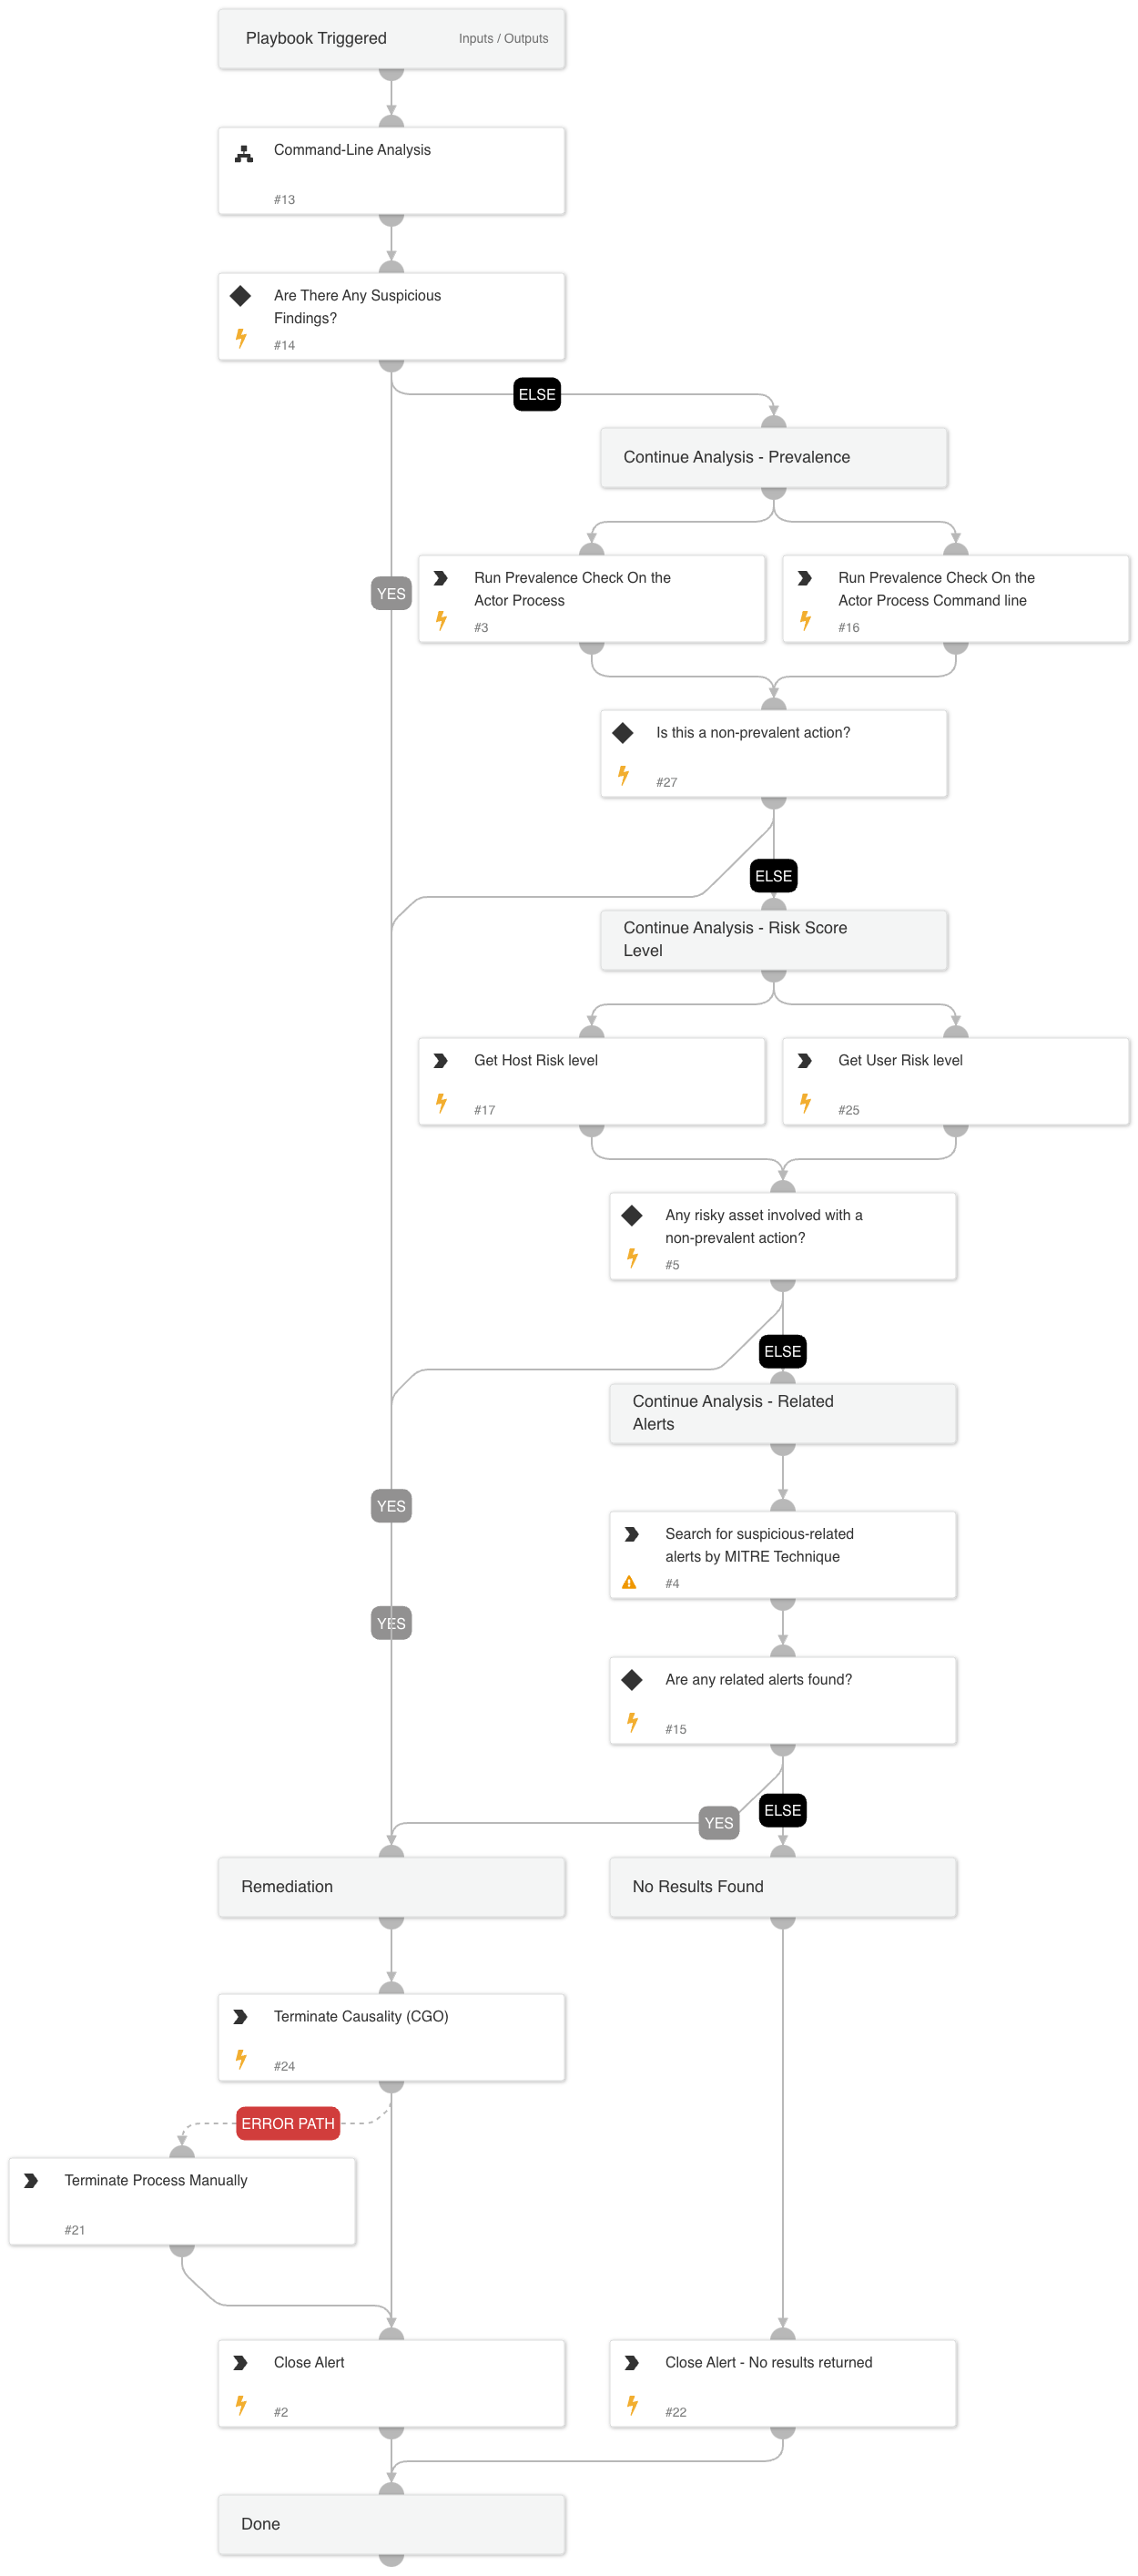 Playbook Triggered
Inputs / Outputs
Command-Line Analysis
#13
Are There Any Suspicious
Findings?
#14
ELSE
Continue Analysis - Prevalence
YES
Run Prevalence Check On the
Actor Process
#3
Run Prevalence Check On the
Actor Process Command line
#16
Is this a non-prevalent action?
#27
ELSE
Continue Analysis - Risk Score
Level
Get Host Risk level
#17
Get User Risk level
#25
Any risky asset involved with a
non-prevalent action?
#5
ELSE
Continue Analysis - Related
Alerts
YES
Search for suspicious-related
alerts by MITRE Technique
#4
YES
Are any related alerts found?
#15
ELSE
YES
Remediation
No Results Found
Terminate Causality (CGO)
#24
ERROR PATH
Terminate Process Manually
#21
Close Alert
#2
Close Alert - No results returned
#22
Done